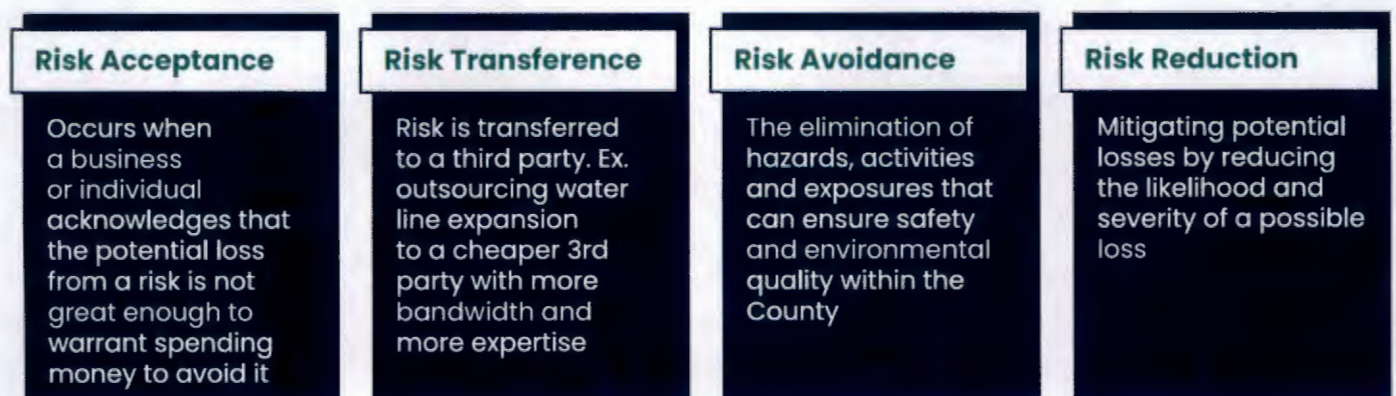 Risk Acceptance
Occurs when
a business
or individual
acknowledges that
the potential loss
from a risk is not
great enough to
warrant spending
money to avoid it
Risk Transference
Risk is transferred
to a third party. Ex.
outsourcing water
line expansion
to a cheaper 3rd
party with more
bandwidth and
more expertise
Risk Avoidance
The elimination of
hazards, activities
and exposures that
can ensure safety
and environmental
quality within the
County
Risk Reduction
Mitigating potential
losses by reducing
the likelihood and
severity of a possible
loss